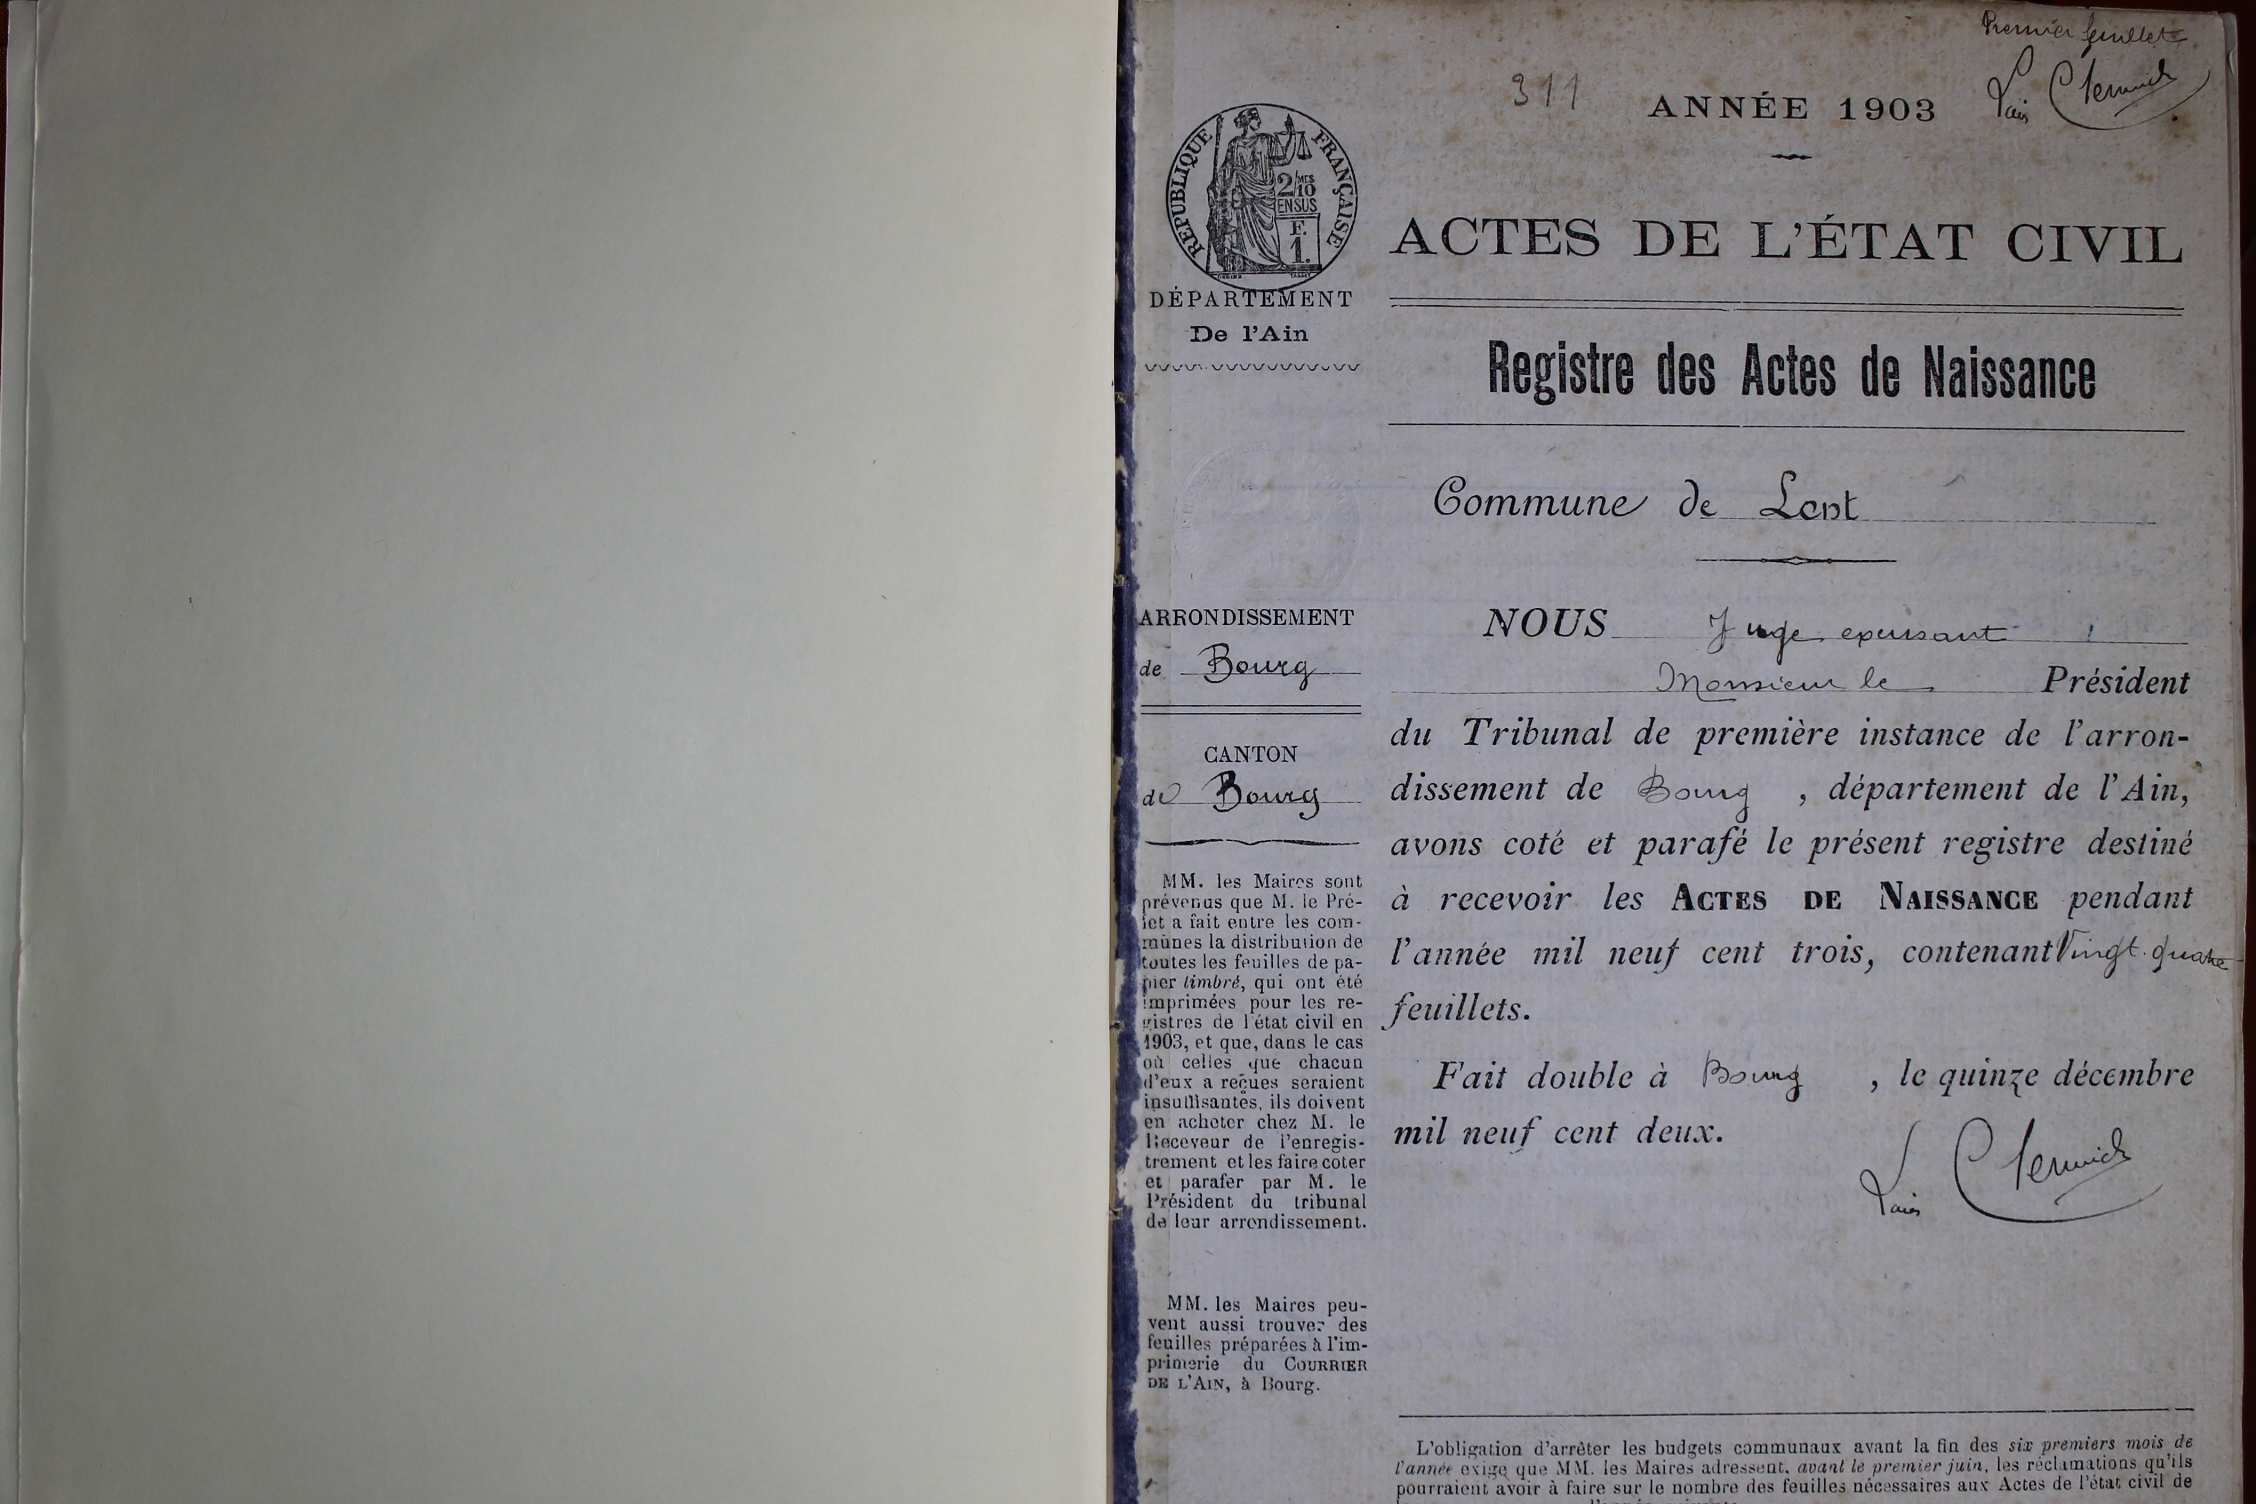 Premier feuillet
311
ANNÉE 1903
RÉPUBLIQUE FRANÇAISE
2/10 MES
EN SUS
F.
1.
ACTES DE L'ÉTAT CIVIL
DÉPARTEMENT
De l'Ain
Registre des Actes de Naissance
Commune de Lent
ARRONDISSEMENT
de Bourg
CANTON
de Bourg
MM. les Maires sont
prévenus que M. le Pré-
fet a fait entre les com-
munes la distribution de
toutes les feuilles de pa-
pier timbré, qui ont été
imprimées pour les re-
gistres de l'état civil en
1903, et que, dans le cas
où celles que chacun
d'eux a reçues seraient
insuffisantes, ils doivent
en acheter chez M. le
Receveur de l'enregis-
trement et les faire coter
et parafer par M. le
Président du tribunal
de leur arrondissement.
MM. les Maires peu-
vent aussi trouver des
feuilles préparées à l'im-
primerie du COURRIER
DE L'AIN, à Bourg.
NOUS Juge
Monsieur le Président
du Tribunal de première instance de l'arron-
dissement de Bourg, département de l'Ain,
avons coté et parafé le présent registre destiné
à recevoir les ACTES DE NAISSANCE pendant
l'année mil neuf cent trois, contenant Vingt-quatre
feuillets.
Fait double à Bourg, le quinze décembre
mil neuf cent deux.
L'obligation d'arrêter les budgets communaux avant la fin des six premiers mois de
l'année exige que MM. les Maires adressent, avant le premier juin, les réclamations qu'ils
pourraient avoir à faire sur le nombre des feuilles nécessaires aux Actes de l'état civil de